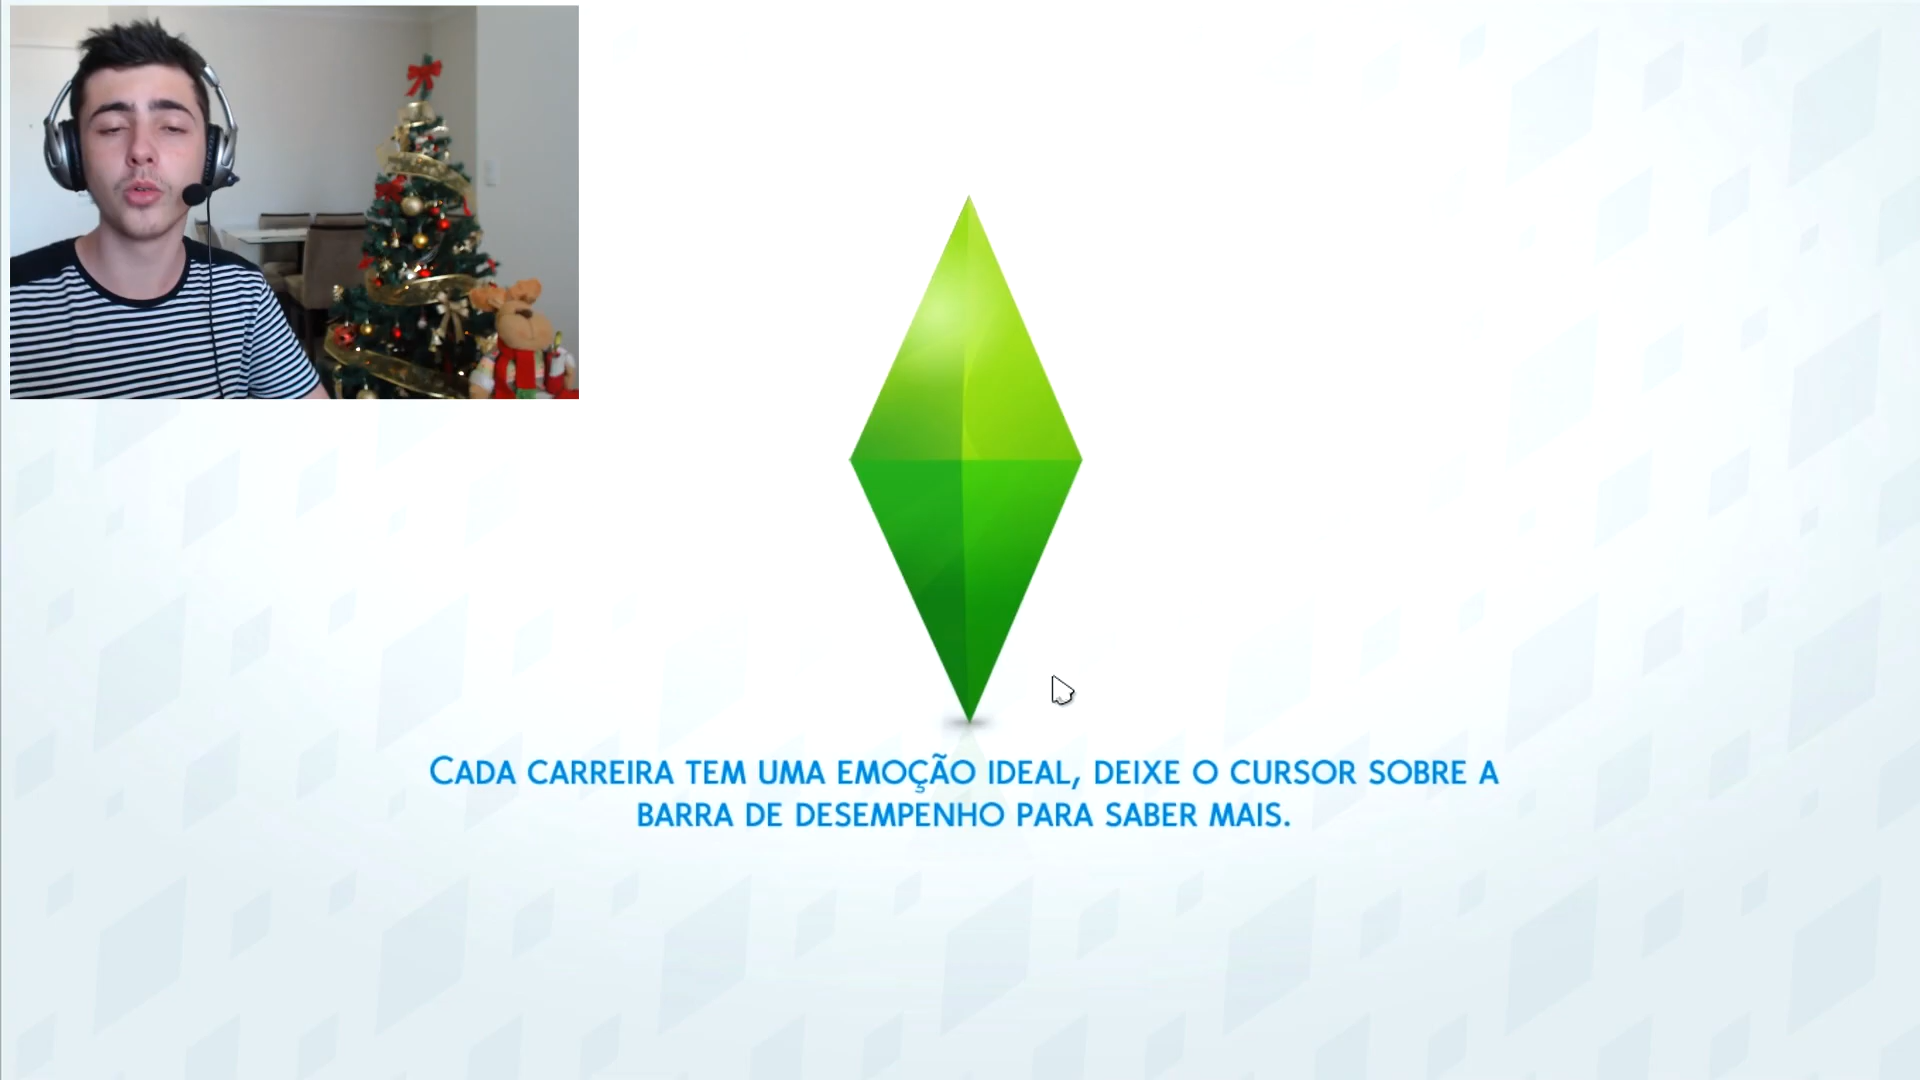 Cada carreira tem uma emoção ideal, deixe o cursor sobre a
barra de desempenho para saber mais.